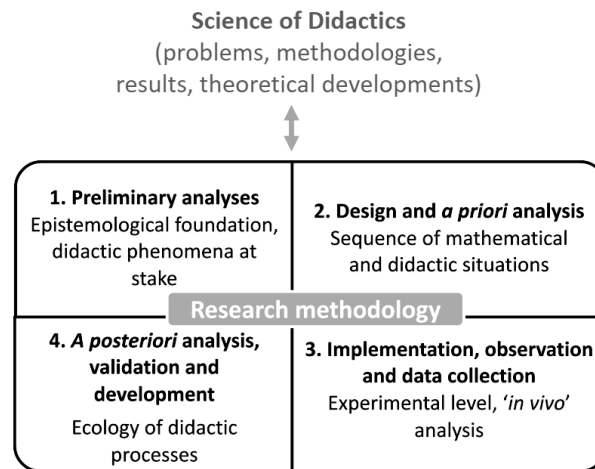 Science of Didactics
(problems, methodologies,
results, theoretical developments)
1. Preliminary analyses
Epistemological foundation,
didactic phenomena at
stake
2. Design and a priori analysis
Sequence of mathematical
and didactic situations
Research methodology
4. A posteriori analysis,
validation and
development
Ecology of didactic
processes
3. Implementation, observation
and data collection
Experimental level, ‘in vivo’
analysis